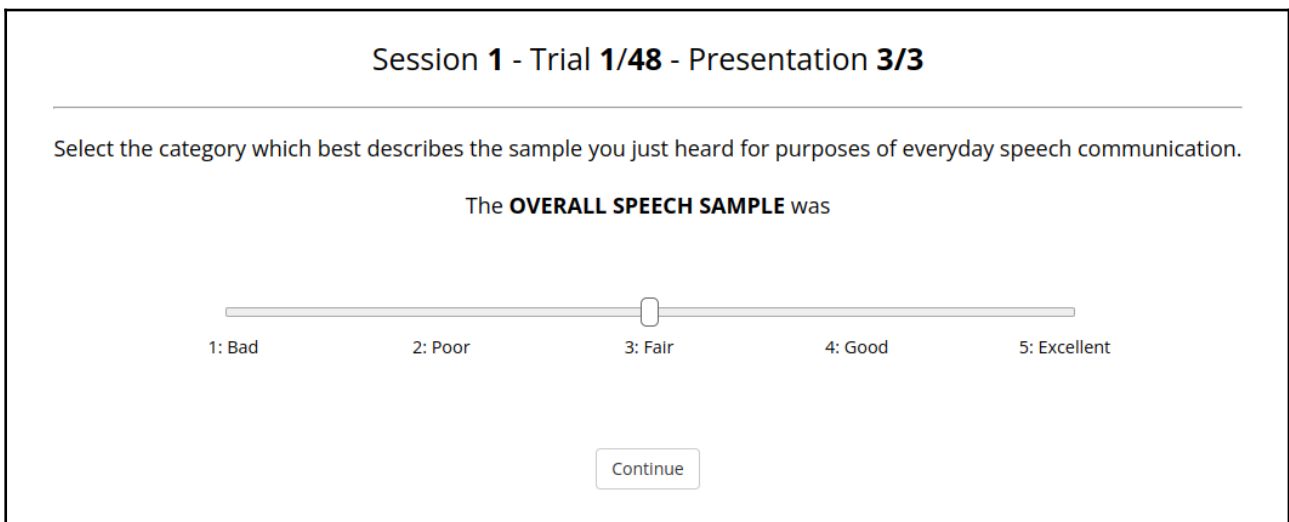 Session 1 - Trial 1/48 - Presentation 3/3
Select the category which best describes the sample you just heard for purposes of everyday speech communication.
The OVERALL SPEECH SAMPLE was
1: Bad 2: Poor 3: Fair 4: Good 5: Excellent
Continue